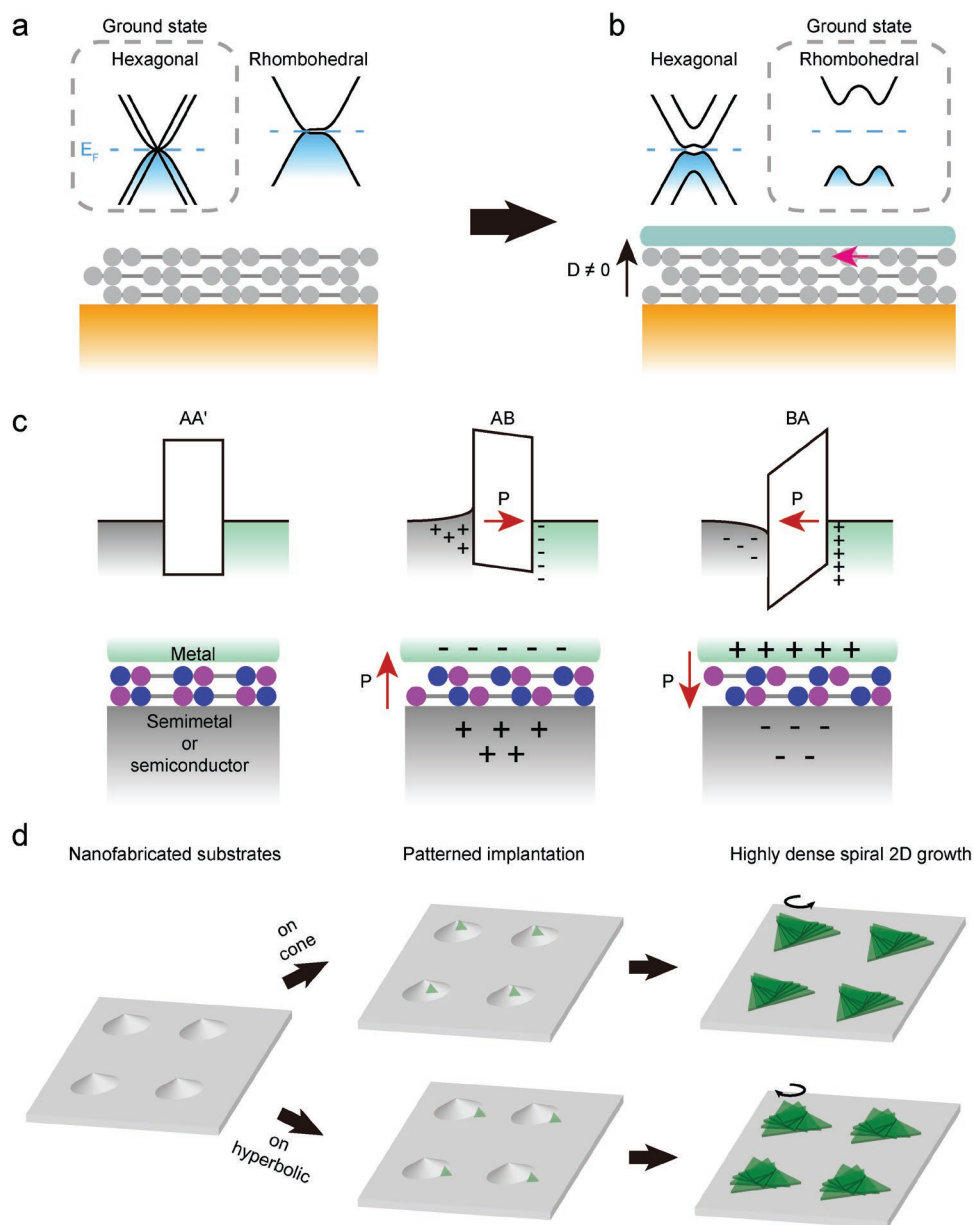 a
Ground state
Hexagonal
Rhombohedral
E_F
b
Ground state
Hexagonal
Rhombohedral
D ≠ 0
c
AA'
AB
BA
P
P
+ + + + +
- - - - -
- - - -
+ + + + +
Metal
Semimetal
or
semiconductor
P
- - - - -
+ + +
+ +
P
+ + + + +
- - -
- -
d
Nanofabricated substrates
Patterned implantation
Highly dense spiral 2D growth
on
cone
on
hyperbolic